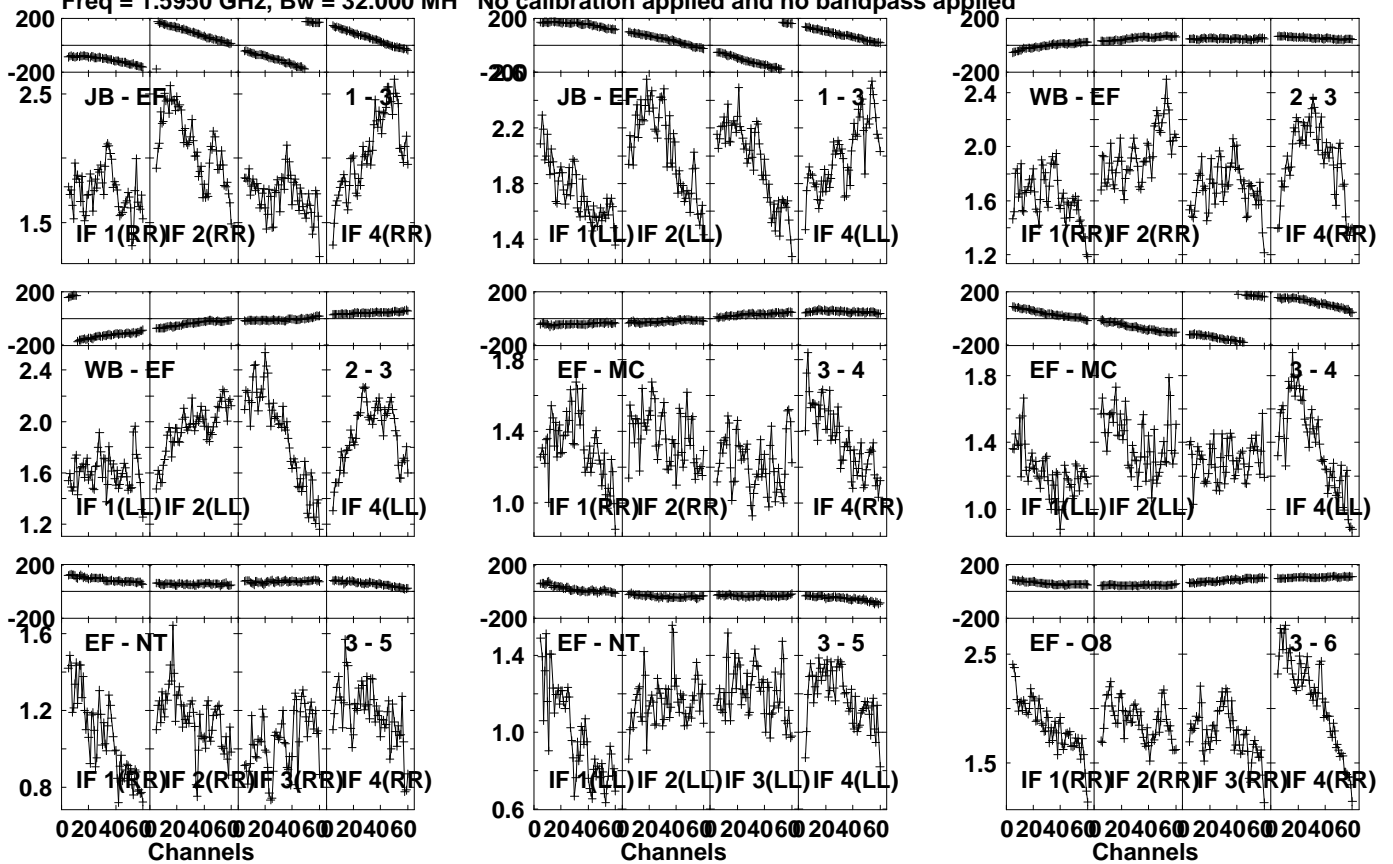 Freq = 1.5950 GHz, Bw = 32.000 MH No calibration applied and no bandpass applied
200
-200
2.5
1.5
JB - EF
1 - 3
IF 1(RR) IF 2(RR) IF 4(RR)
200
-200
2.6
2.2
1.8
1.4
JB - EF
1 - 3
IF 1(LL) IF 2(LL) IF 4(LL)
200
-200
2.4
2.0
1.6
1.2
WB - EF
2 - 3
IF 1(RR) IF 2(RR) IF 4(RR)
200
-200
2.4
2.0
1.6
1.2
WB - EF
2 - 3
IF 1(LL) IF 2(LL) IF 4(LL)
200
-200
1.8
1.4
1.0
EF - MC
3 - 4
IF 1(RR) IF 2(RR) IF 4(RR)
200
-200
1.8
1.4
1.0
EF - MC
3 - 4
IF 1(LL) IF 2(LL) IF 4(LL)
200
-200
1.6
1.2
0.8
EF - NT
3 - 5
IF 1(RR) IF 2(RR) IF 3(RR) IF 4(RR)
0 20 40 60 0 20 40 60 0 20 40 60 0 20 40 60
Channels
200
-200
1.4
1.0
0.6
EF - NT
3 - 5
IF 1(LL) IF 2(LL) IF 3(LL) IF 4(LL)
0 20 40 60 0 20 40 60 0 20 40 60 0 20 40 60
Channels
200
-200
2.5
1.5
EF - O8
3 - 6
IF 1(RR) IF 2(RR) IF 3(RR) IF 4(RR)
0 20 40 60 0 20 40 60 0 20 40 60 0 20 40 60
Channels